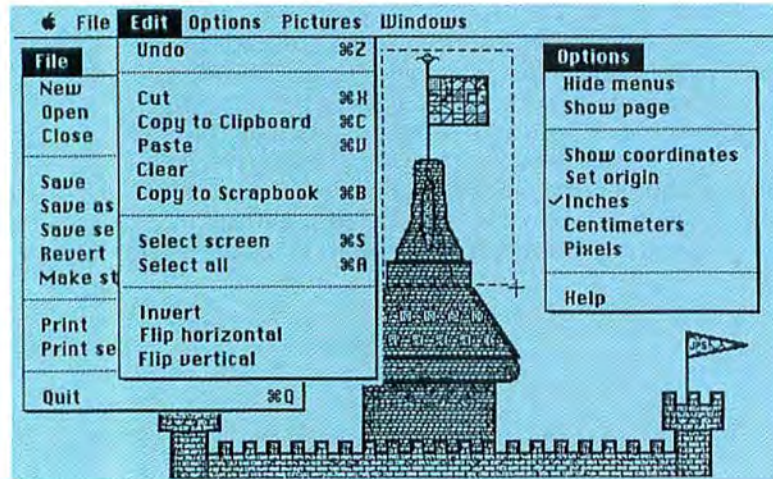 File Edit Options Pictures Windows
File
New
Open
Close
Save
Save as
Save se
Revert
Make st
Print
Print se
Quit ⌘Q
Undo ⌘Z
Cut ⌘X
Copy to Clipboard ⌘C
Paste ⌘V
Clear
Copy to Scrapbook ⌘B
Select screen ⌘S
Select all ⌘A
Invert
Flip horizontal
Flip vertical
Options
Hide menus
Show page
Show coordinates
Set origin
✓Inches
Centimeters
Pixels
Help
JPS